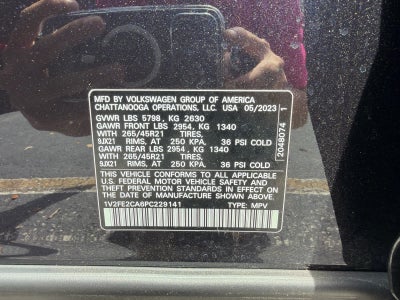 MFD. BY VOLKSWAGEN GROUP OF AMERICA
CHATTANOOGA OPERATIONS, LLC. USA 05/2023
GVWR LBS 5798, KG 2630
GAWR FRONT LBS 2954, KG 1340
WITH 265/45R21 TIRES,
9JX21 RIMS, AT 250 KPA, 36 PSI COLD
GAWR REAR LBS 2954, KG 1340
WITH 265/45R21 TIRES,
9JX21 RIMS, AT 250 KPA, 36 PSI COLD
THIS VEHICLE CONFORMS TO ALL APPLICABLE
U.S. FEDERAL MOTOR VEHICLE SAFETY AND
THEFT PREVENTION STANDARDS IN EFFECT ON
THE DATE OF MANUFACTURE SHOWN ABOVE.
1V2FE2CA6PC229141 TYPE: MPV
2048074 1